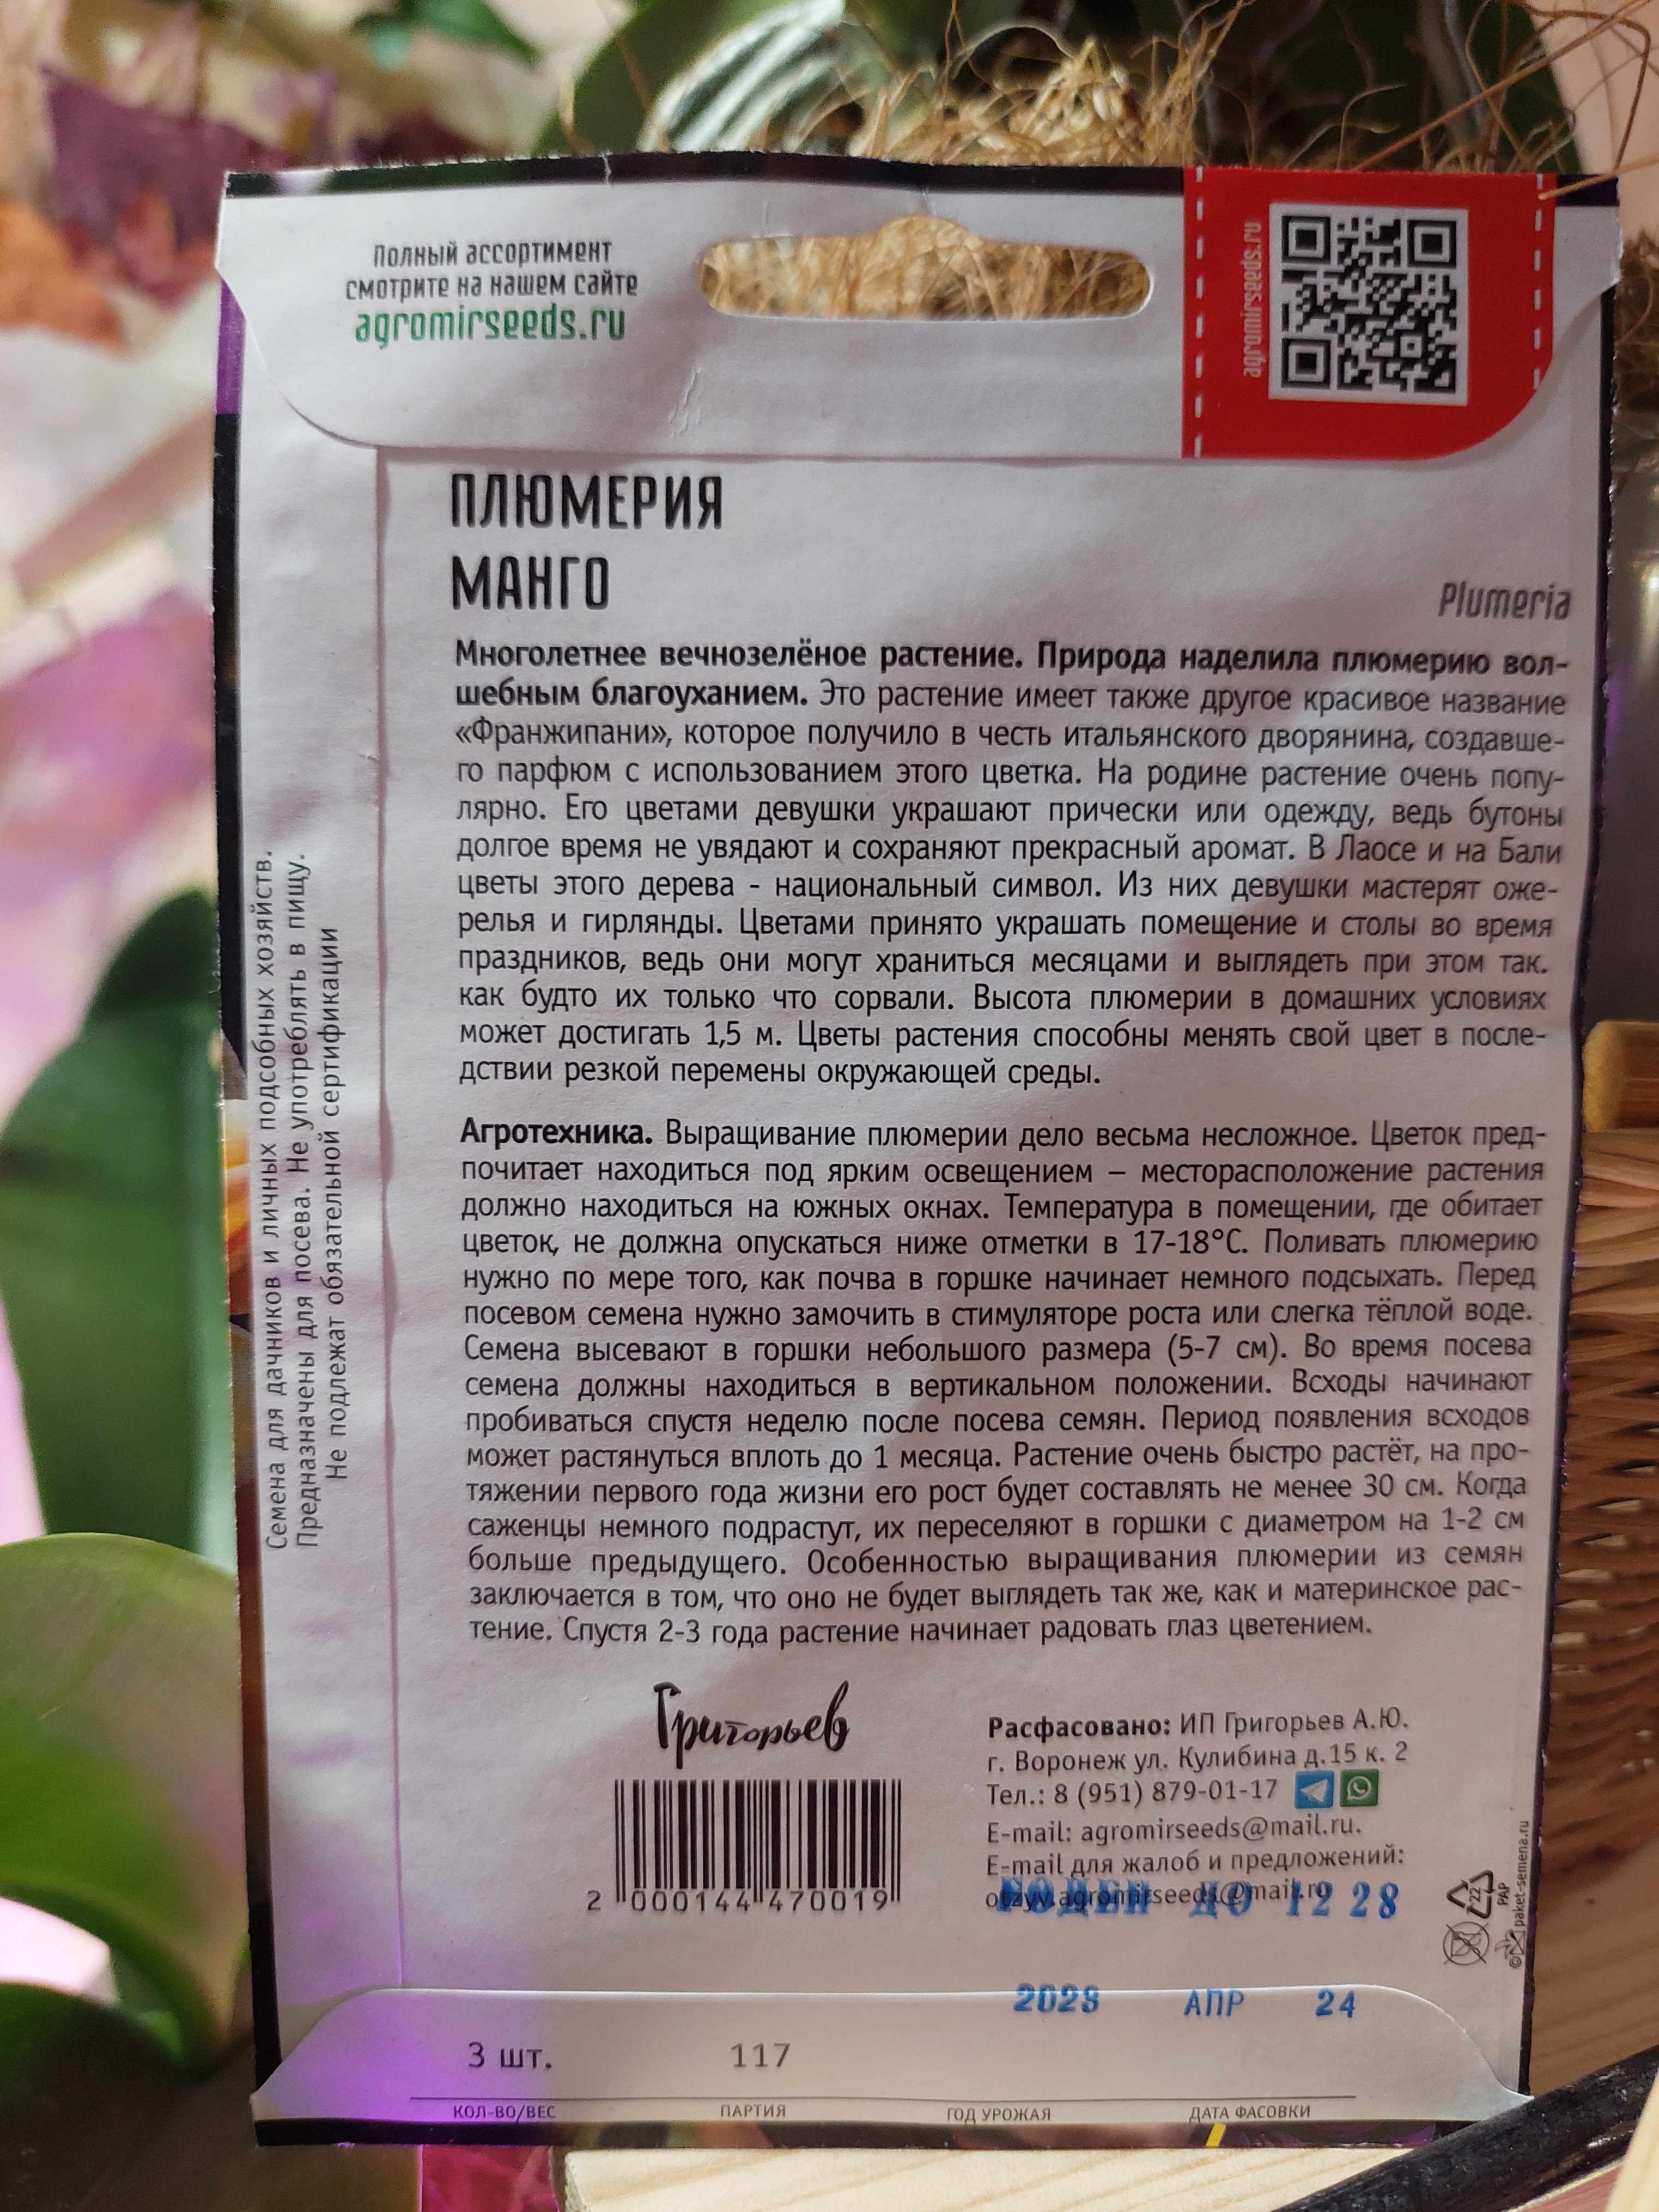 Полный ассортимент
смотрите на нашем сайте
agromirseeds.ru
agromirseeds.ru
ПЛЮМЕРИЯ
МАНГО
Plumeria
Многолетнее вечнозелёное растение. Природа наделила плюмерию вол-
шебным благоуханием. Это растение имеет также другое красивое название
«Франжипани», которое получило в честь итальянского дворянина, создавше-
го парфюм с использованием этого цветка. На родине растение очень попу-
лярно. Его цветами девушки украшают прически или одежду, ведь бутоны
долгое время не увядают и сохраняют прекрасный аромат. В Лаосе и на Бали
цветы этого дерева - национальный символ. Из них девушки мастерят оже-
релья и гирлянды. Цветами принято украшать помещение и столы во время
праздников, ведь они могут храниться месяцами и выглядеть при этом так.
как будто их только что сорвали. Высота плюмерии в домашних условиях
может достигать 1,5 м. Цветы растения способны менять свой цвет в после-
дствии резкой перемены окружающей среды.
Агротехника. Выращивание плюмерии дело весьма несложное. Цветок пред-
почитает находиться под ярким освещением – месторасположение растения
должно находиться на южных окнах. Температура в помещении, где обитает
цветок, не должна опускаться ниже отметки в 17-18°С. Поливать плюмерию
нужно по мере того, как почва в горшке начинает немного подсыхать. Перед
посевом семена нужно замочить в стимуляторе роста или слегка тёплой воде.
Семена высевают в горшки небольшого размера (5-7 см). Во время посева
семена должны находиться в вертикальном положении. Всходы начинают
пробиваться спустя неделю после посева семян. Период появления всходов
может растянуться вплоть до 1 месяца. Растение очень быстро растёт, на про-
тяжении первого года жизни его рост будет составлять не менее 30 см. Когда
саженцы немного подрастут, их переселяют в горшки с диаметром на 1-2 см
больше предыдущего. Особенностью выращивания плюмерии из семян
заключается в том, что оно не будет выглядеть так же, как и материнское рас-
тение. Спустя 2-3 года растение начинает радовать глаз цветением.
Семена для дачников и личных подсобных хозяйств.
Предназначены для посева. Не употреблять в пищу.
Не подлежат обязательной сертификации
Григорьев
2 000144 470019
Расфасовано: ИП Григорьев А.Ю.
г. Воронеж ул. Кулибина д.15 к. 2
Тел.: 8 (951) 879-01-17
E-mail: agromirseeds@mail.ru.
E-mail для жалоб и предложений:
otzyv.agromirseeds@mail.ru
ГОДЕН ДО 12 28
22
PAP
© paket-semena.ru
АПР 24
3 шт. 117
КОЛ-ВО/ВЕС ПАРТИЯ ГОД УРОЖАЯ ДАТА ФАСОВКИ